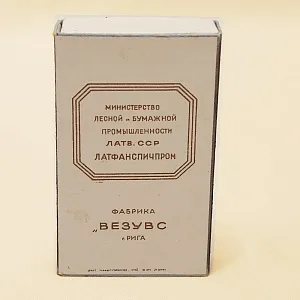 МИНИСТЕРСТВО
ЛЕСНОЙ и БУМАЖНОЙ
ПРОМЫШЛЕННОСТИ
ЛАТВ. ССР
ЛАТФАНСПИЧПРОМ
ФАБРИКА
„ВЕЗУВС
г. РИГА